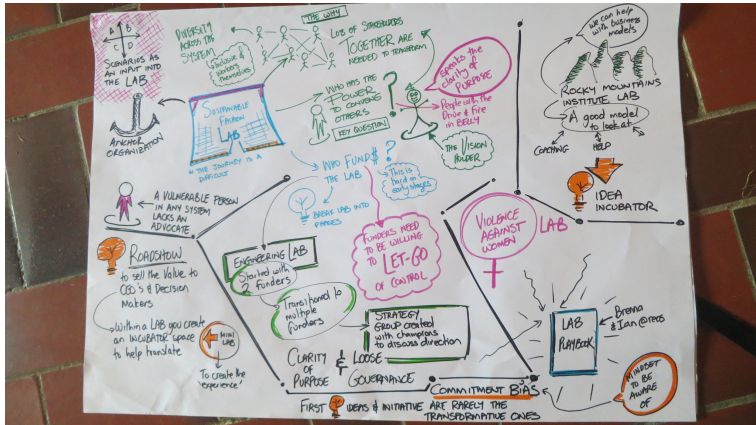 A B
C D
SCENARIOS AS
AN INPUT INTO
THE LAB
ANCHOR
ORGANIZATION
DIVERSITY
ACROSS THE
SYSTEM
THE WHY
LOTS OF STAKEHOLDERS
TOGETHER ARE
NEEDED TO TRANSFORM
Inclusive of
Workers
themselves
SUSTAINABLE
FASHION
LAB
THE JOURNEY IS A
DIFFICULT
WHO HAS THE
POWER TO
CONVENE
OTHERS
?
KEY QUESTION
Speaks the
clarity of
PURPOSE
People with the
Drive & Fire
in BELLY
THE VISION
HOLDER
WHO FUND$ ?
THE LAB
This is
hard in
early stages
BREAK LAB INTO
PHASES
FUNDERS NEED
TO BE WILLING
TO LET-GO
OF CONTROL
we can help
with business
models
ROCKY MOUNTAINS
INSTITUTE LAB
A good model
to look at
COACHING
HELP
IDEA
INCUBATOR
A VULNERABLE PERSON
IN ANY SYSTEM
LACKS AN
ADVOCATE
ROADSHOW
to sell the Value to
CEO'S & Decision
Makers
Within a LAB you create
an INCUBATOR space
to help translate
MINI
LAB
To create the
'experience'
ENGINEERING LAB
Started with
2 funders
Transitioned to
multiple
funders
STRATEGY
GROUP created
with champions
to discuss direction
CLARITY
OF
PURPOSE
&
LOOSE
GOVERNANCE
VIOLENCE
AGAINST
WOMEN
LAB
LAB
PLAYBOOK
Brenna
& Ian @reos
COMMITMENT BIAS
FIRST IDEAS & INITIATIVE ARE RARELY THE
TRANSFORMATIVE ONES
MINDSET
TO BE
AWARE
OF